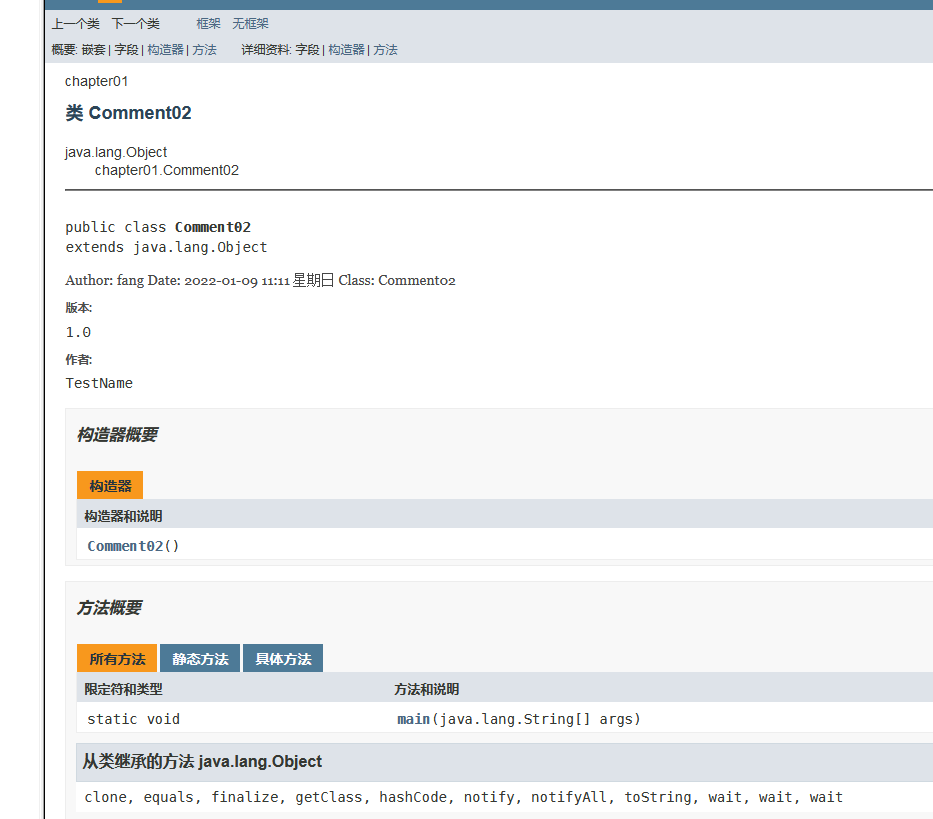 上一个类 下一个类 框架 无框架
概要: 嵌套 | 字段 | 构造器 | 方法 详细资料: 字段 | 构造器 | 方法
chapter01
类 Comment02
java.lang.Object
chapter01.Comment02
public class Comment02
extends java.lang.Object
Author: fang Date: 2022-01-09 11:11 星期日 Class: Comment02
版本:
1.0
作者:
TestName
构造器概要
构造器
构造器和说明
Comment02()
方法概要
所有方法 静态方法 具体方法
限定符和类型 方法和说明
static void main(java.lang.String[] args)
从类继承的方法 java.lang.Object
clone, equals, finalize, getClass, hashCode, notify, notifyAll, toString, wait, wait, wait